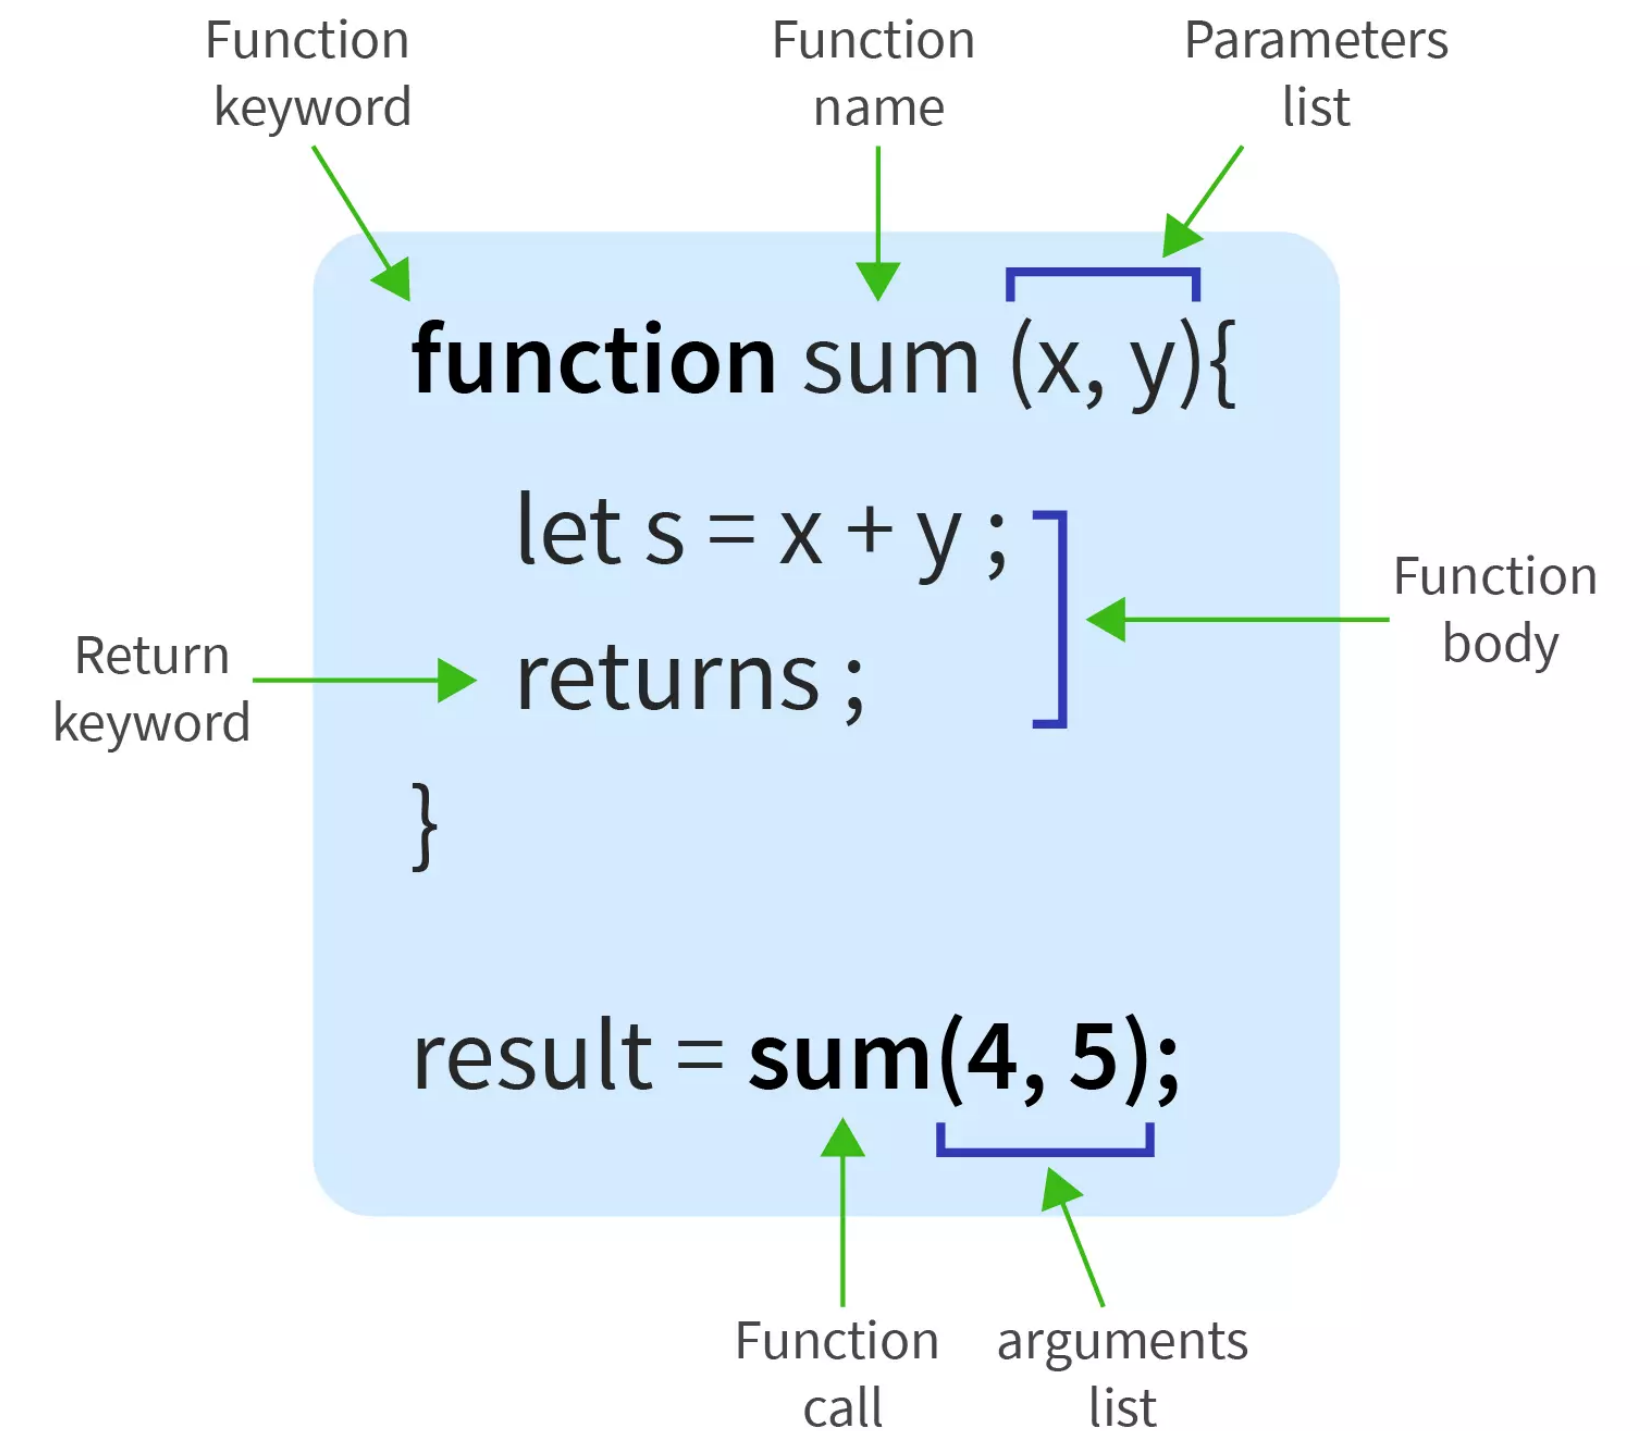 Function
keyword
Function
name
Parameters
list
function sum (x, y){
let s = x + y ;
Function
body
Return
keyword
returns ;
}
result = sum(4, 5);
Function
call
arguments
list